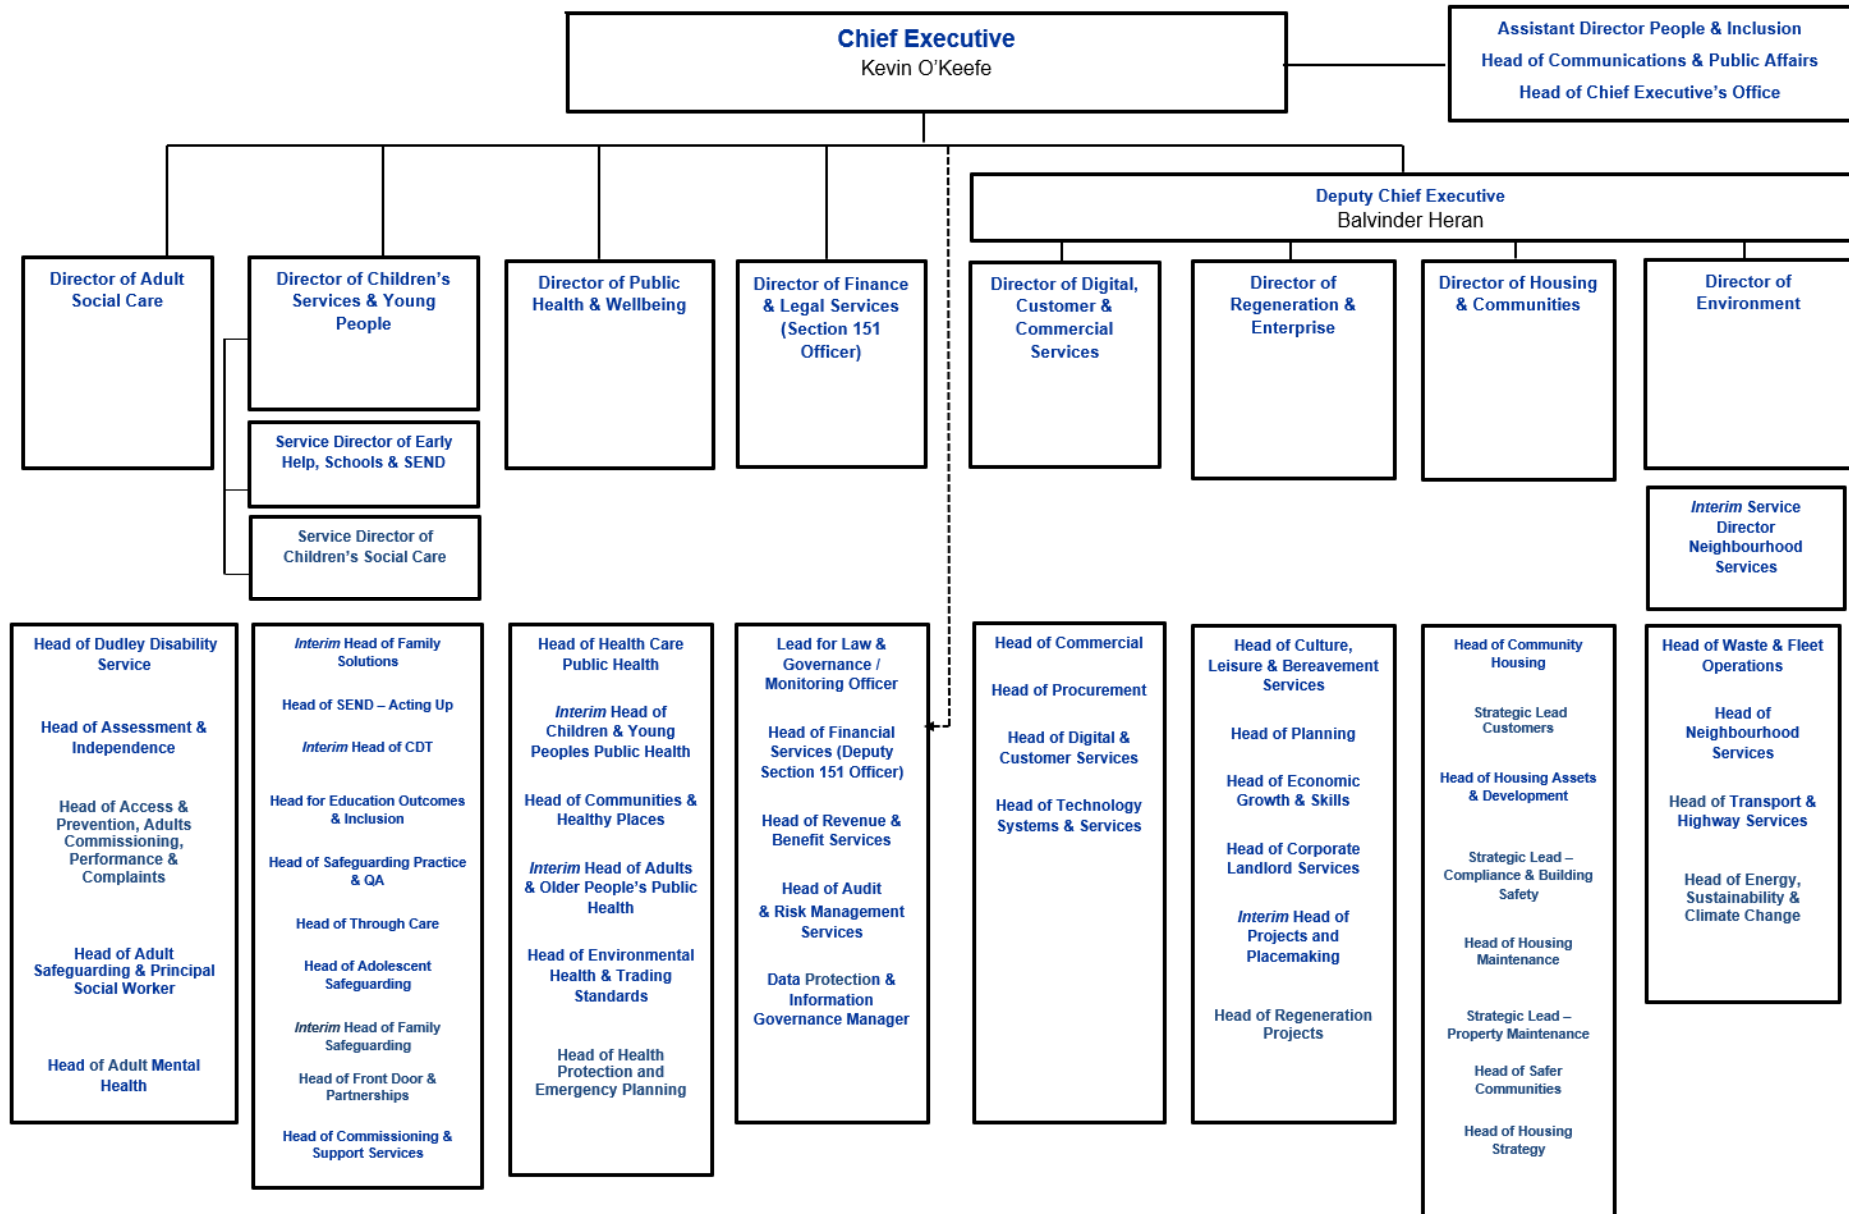 Chief Executive
Kevin O'Keefe
Assistant Director People & Inclusion
Head of Communications & Public Affairs
Head of Chief Executive's Office
Deputy Chief Executive
Balvinder Heran
Director of Adult
Social Care
Director of Children's
Services & Young
People
Service Director of Early
Help, Schools & SEND
Service Director of
Children's Social Care
Director of Public
Health & Wellbeing
Director of Finance
& Legal Services
(Section 151
Officer)
Director of Digital,
Customer &
Commercial
Services
Director of
Regeneration &
Enterprise
Director of Housing
& Communities
Director of
Environment
Interim Service
Director
Neighbourhood
Services
Head of Dudley Disability
Service
Head of Assessment &
Independence
Head of Access &
Prevention, Adults
Commissioning,
Performance &
Complaints
Head of Adult
Safeguarding & Principal
Social Worker
Head of Adult Mental
Health
Interim Head of Family
Solutions
Head of SEND – Acting Up
Interim Head of CDT
Head for Education Outcomes
& Inclusion
Head of Safeguarding Practice
& QA
Head of Through Care
Head of Adolescent
Safeguarding
Interim Head of Family
Safeguarding
Head of Front Door &
Partnerships
Head of Commissioning &
Support Services
Head of Health Care
Public Health
Interim Head of
Children & Young
Peoples Public Health
Head of Communities &
Healthy Places
Interim Head of Adults
& Older People's Public
Health
Head of Environmental
Health & Trading
Standards
Head of Health
Protection and
Emergency Planning
Lead for Law &
Governance /
Monitoring Officer
Head of Financial
Services (Deputy
Section 151 Officer)
Head of Revenue &
Benefit Services
Head of Audit
& Risk Management
Services
Data Protection &
Information
Governance Manager
Head of Commercial
Head of Procurement
Head of Digital &
Customer Services
Head of Technology
Systems & Services
Head of Culture,
Leisure & Bereavement
Services
Head of Planning
Head of Economic
Growth & Skills
Head of Corporate
Landlord Services
Interim Head of
Projects and
Placemaking
Head of Regeneration
Projects
Head of Community
Housing
Strategic Lead
Customers
Head of Housing Assets
& Development
Strategic Lead –
Compliance & Building
Safety
Head of Housing
Maintenance
Strategic Lead –
Property Maintenance
Head of Safer
Communities
Head of Housing
Strategy
Head of Waste & Fleet
Operations
Head of
Neighbourhood
Services
Head of Transport &
Highway Services
Head of Energy,
Sustainability &
Climate Change